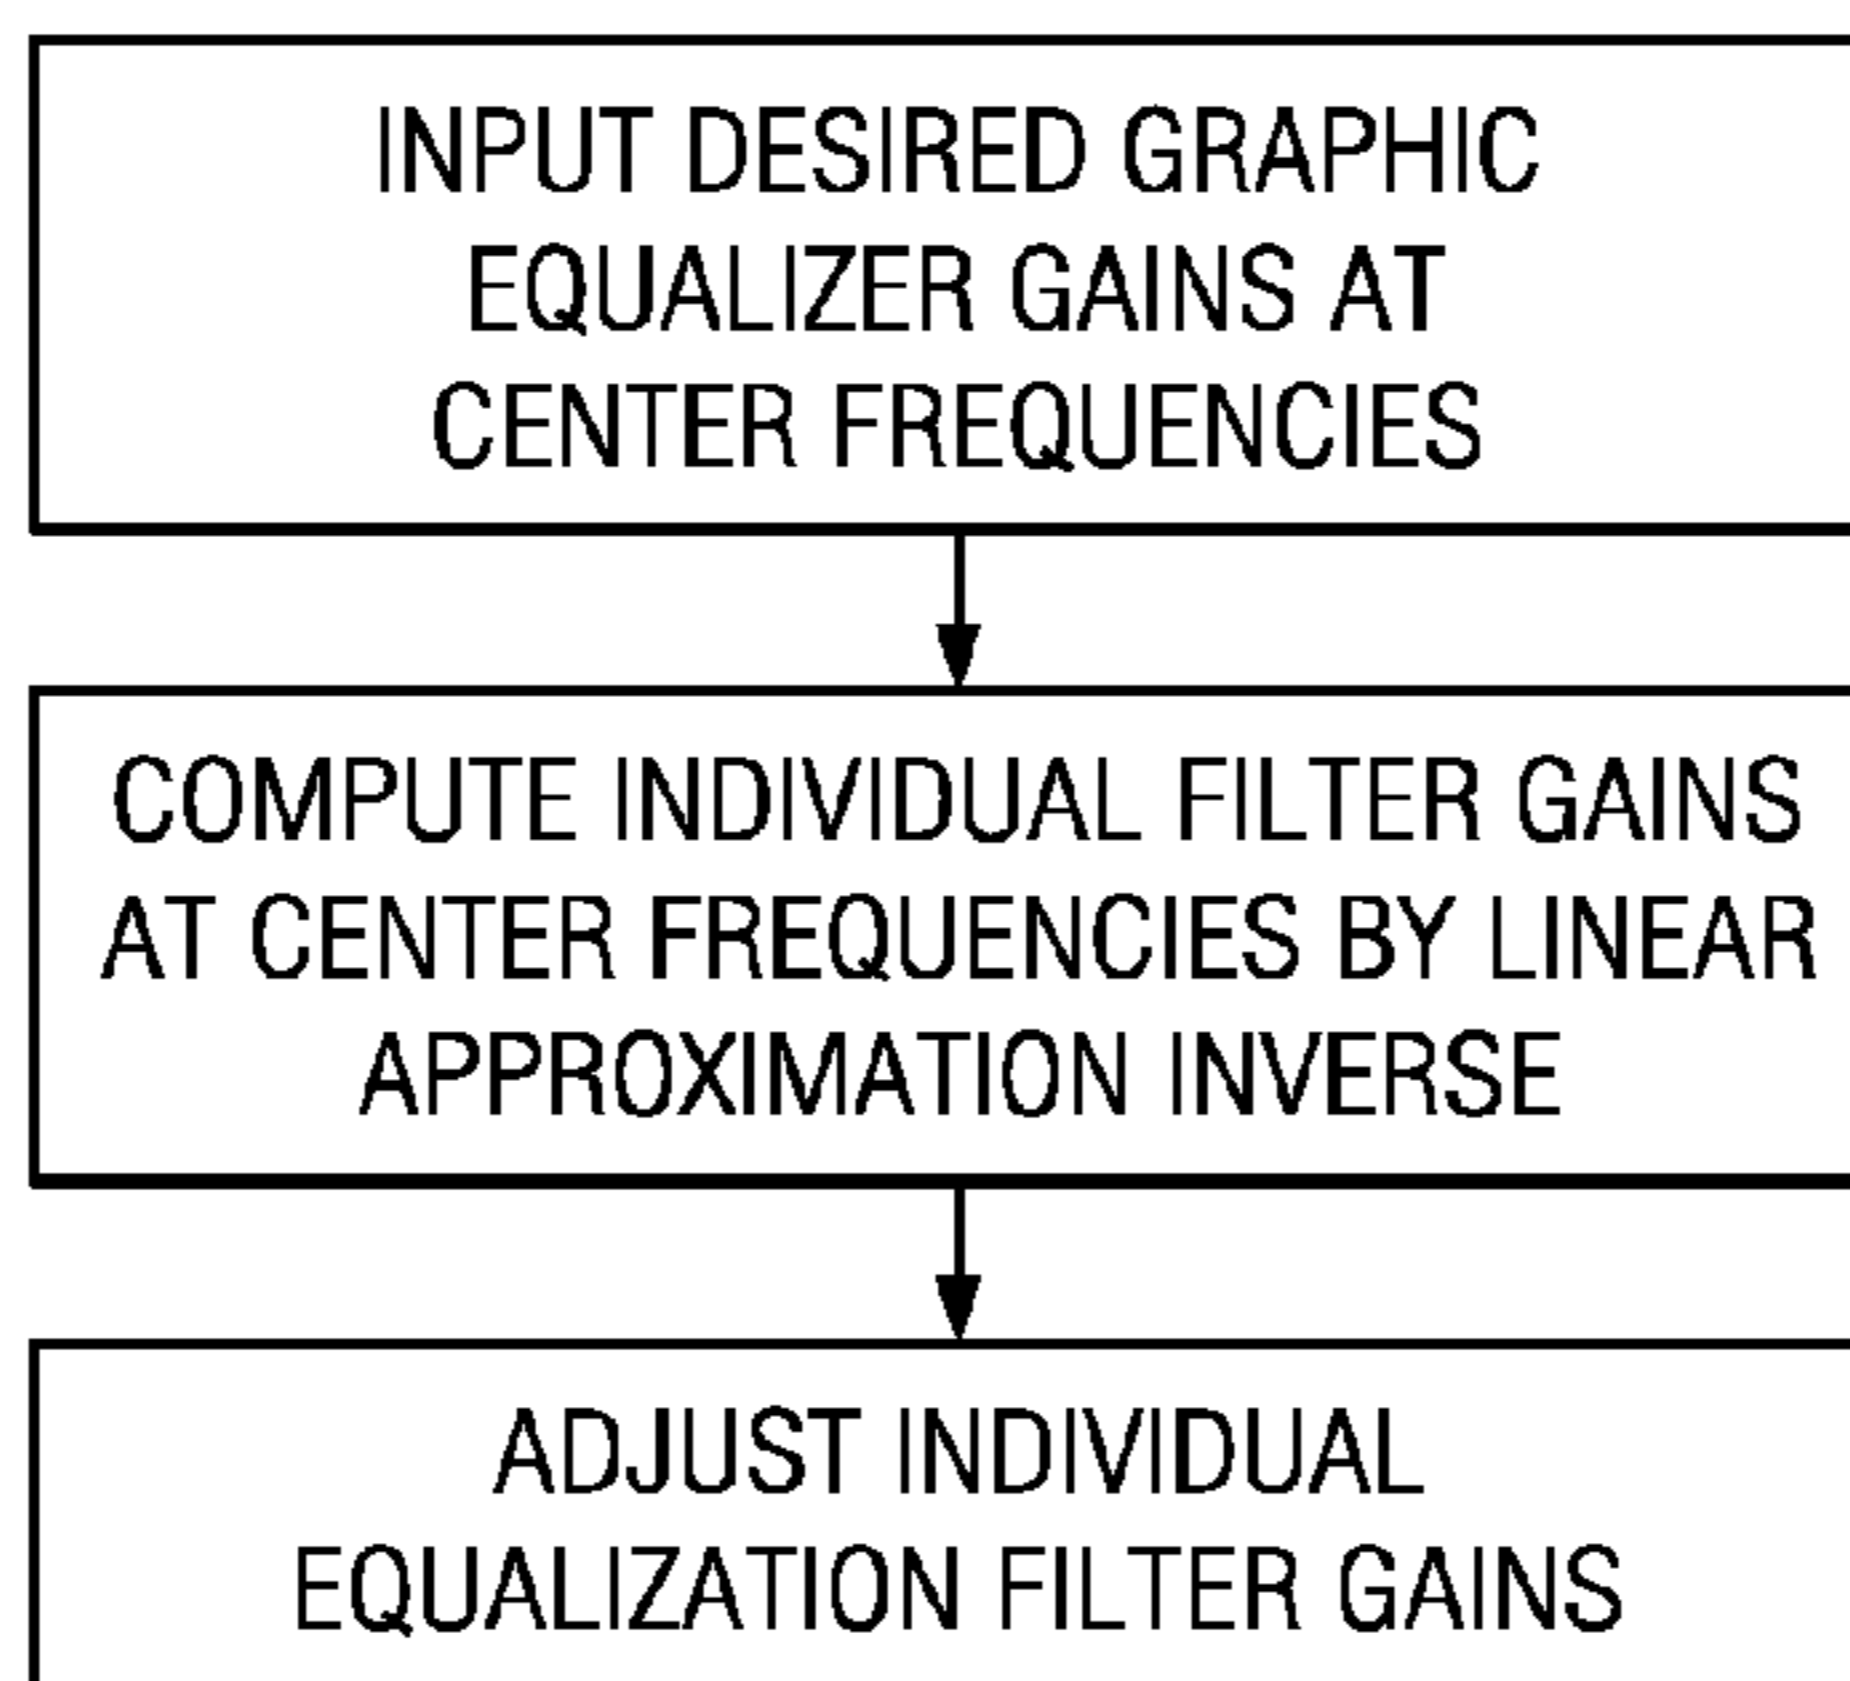 INPUT DESIRED GRAPHIC
EQUALIZER GAINS AT
CENTER FREQUENCIES
COMPUTE INDIVIDUAL FILTER GAINS
AT CENTER FREQUENCIES BY LINEAR
APPROXIMATION INVERSE
ADJUST INDIVIDUAL
EQUALIZATION FILTER GAINS